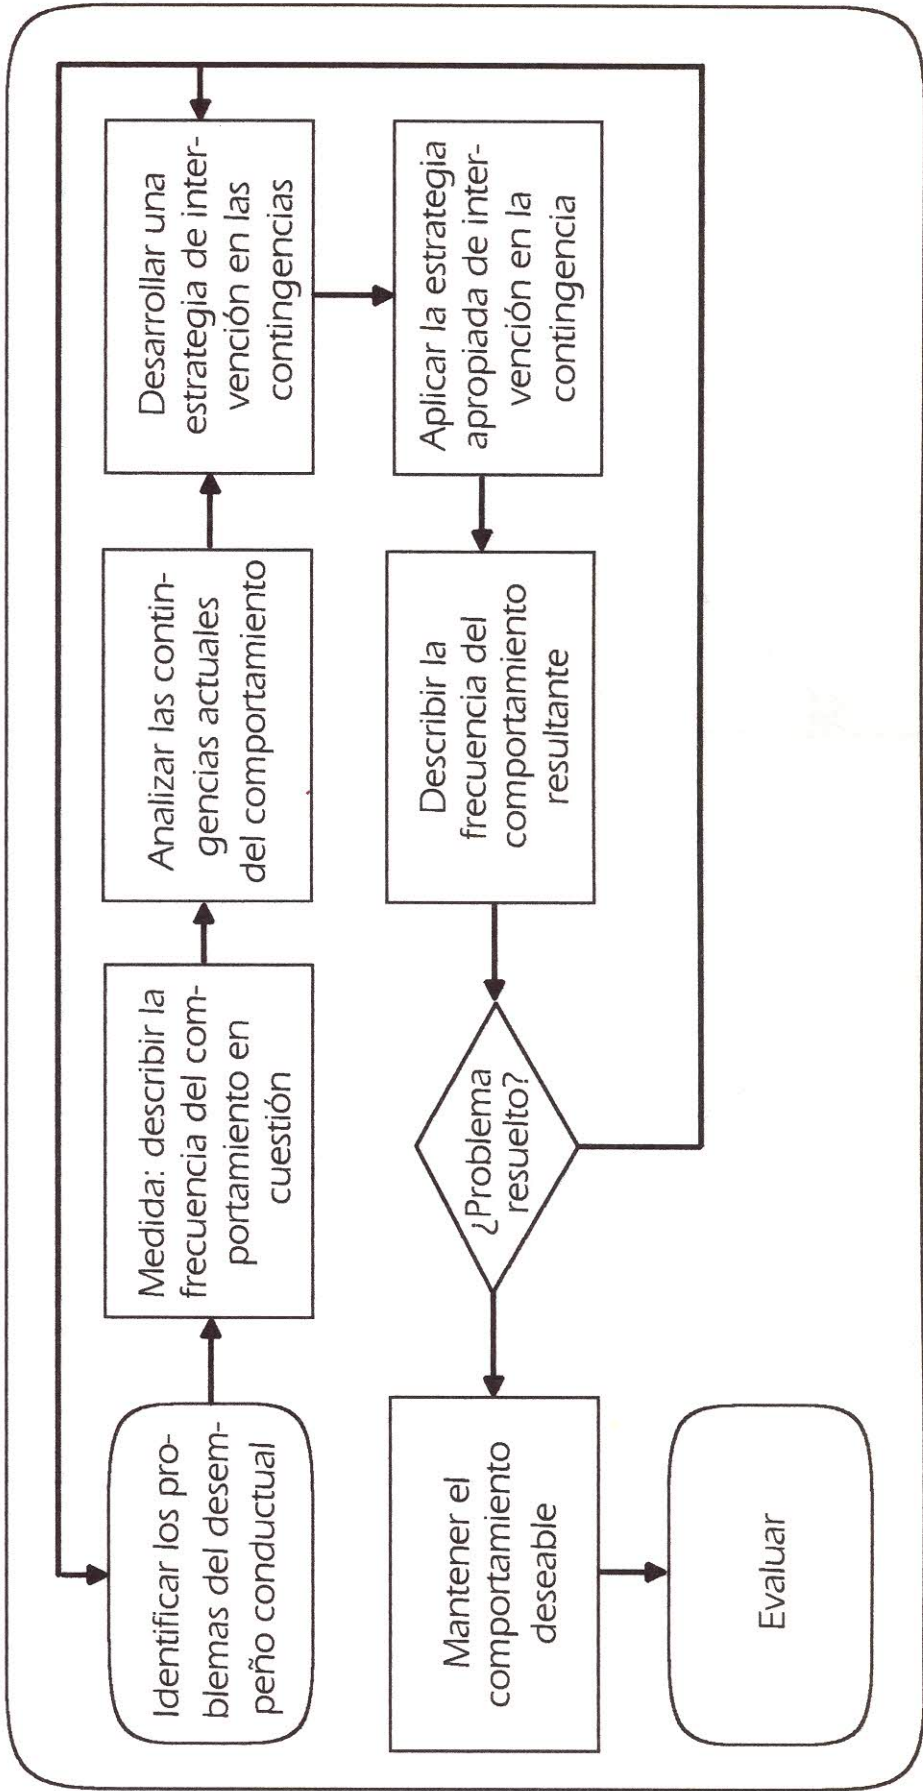 Identificar los pro-
blemas del desem-
peño conductual
Medida: describir la
frecuencia del com-
portamiento en
cuestión
Analizar las contin-
gencias actuales
del comportamiento
Desarrollar una
estrategia de inter-
vención en las
contingencias
Aplicar la estrategia
apropiada de inter-
vención en la
contingencia
Describir la
frecuencia del
comportamiento
resultante
¿Problema
resuelto?
Mantener el
comportamiento
deseable
Evaluar